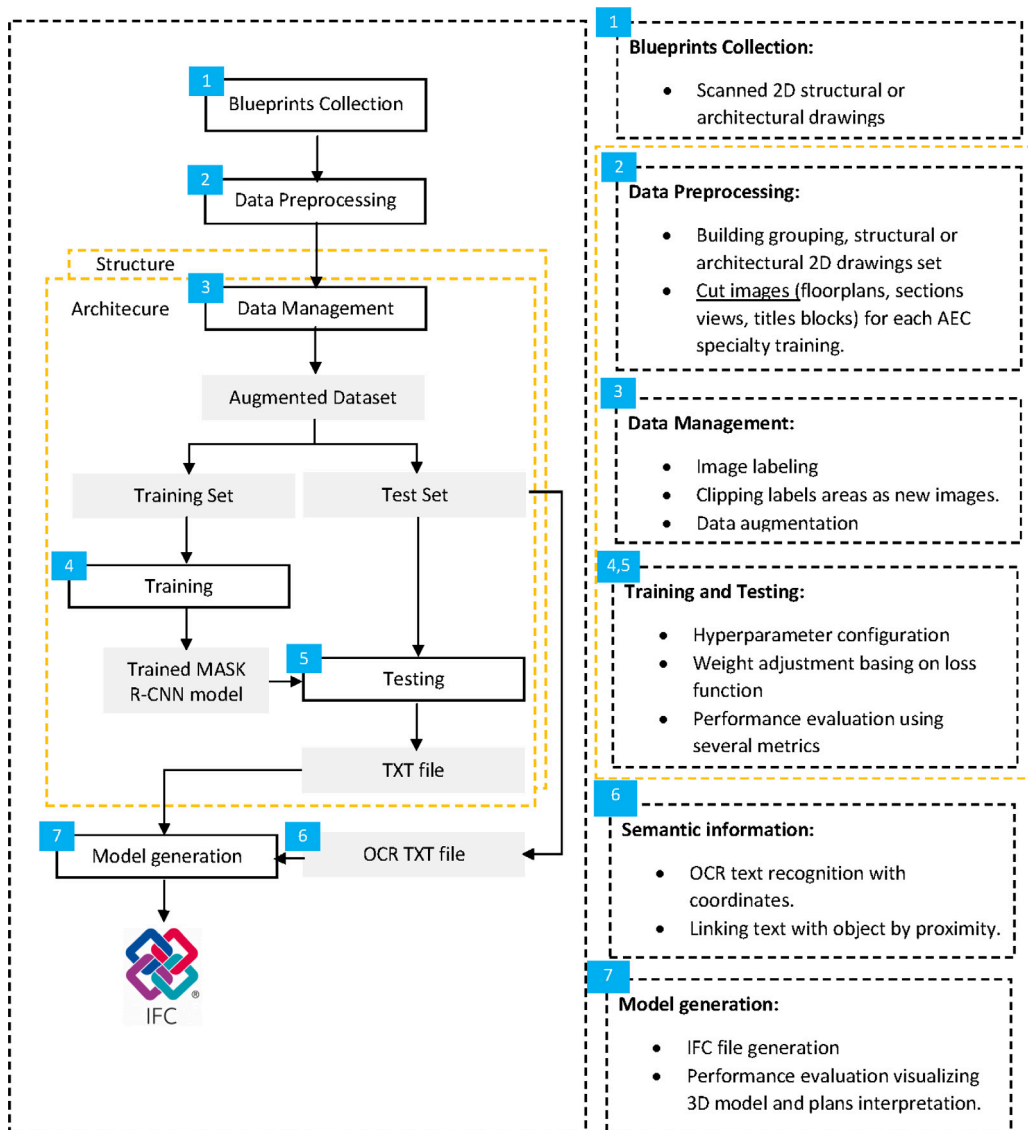 1
Blueprints Collection
2
Data Preprocessing
Structure
Architecure
3
Data Management
Augmented Dataset
Training Set
Test Set
4
Training
Trained MASK
R-CNN model
5
Testing
TXT file
7
Model generation
6
OCR TXT file
®
IFC
1
Blueprints Collection:
• Scanned 2D structural or
architectural drawings
2
Data Preprocessing:
• Building grouping, structural or
architectural 2D drawings set
• Cut images (floorplans, sections
views, titles blocks) for each AEC
specialty training.
3
Data Management:
• Image labeling
• Clipping labels areas as new images.
• Data augmentation
4,5
Training and Testing:
• Hyperparameter configuration
• Weight adjustment basing on loss
function
• Performance evaluation using
several metrics
6
Semantic information:
• OCR text recognition with
coordinates.
• Linking text with object by proximity.
7
Model generation:
• IFC file generation
• Performance evaluation visualizing
3D model and plans interpretation.